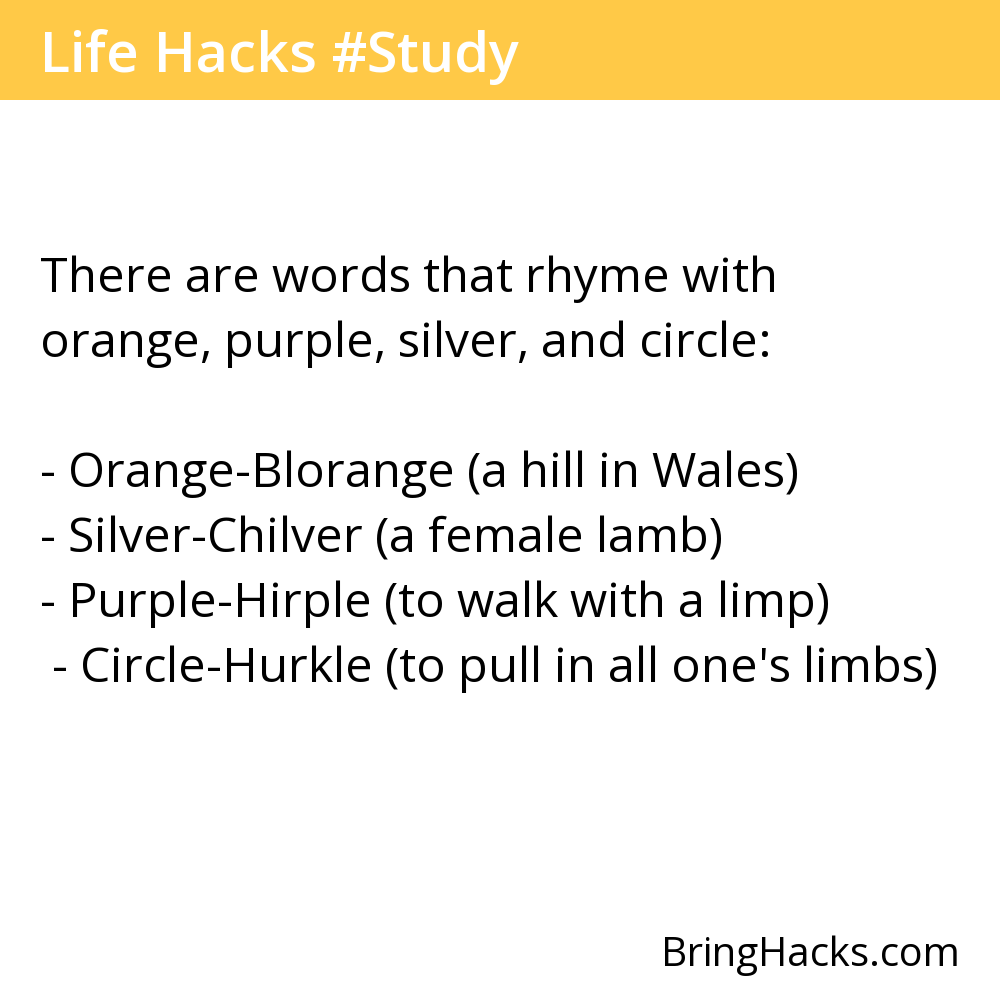 Life Hacks #Study
There are words that rhyme with
orange, purple, silver, and circle:
- Orange-Blorange (a hill in Wales)
- Silver-Chilver (a female lamb)
- Purple-Hirple (to walk with a limp)
- Circle-Hurkle (to pull in all one's limbs)
BringHacks.com